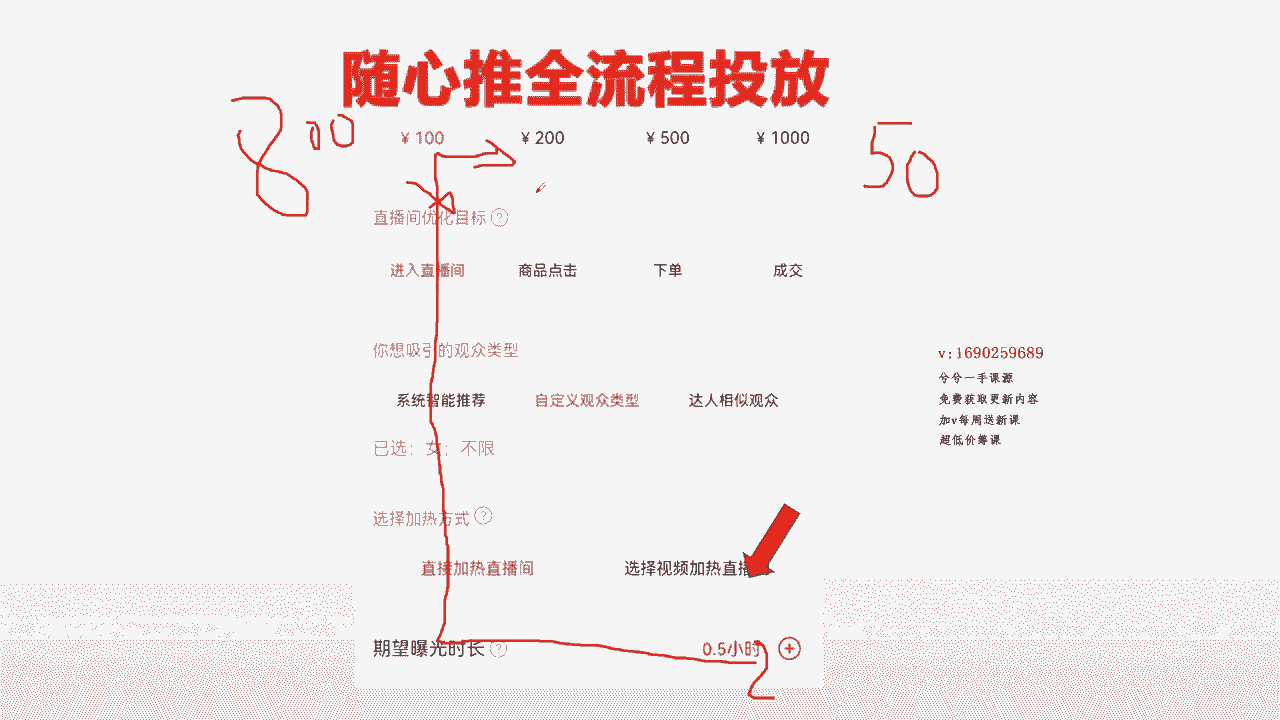 随心推全流程投放
800
¥ 100 ¥ 200 ¥ 500 ¥ 1000
50
直播间优化目标 ?
进入直播间 商品点击 下单 成交
你想吸引的观众类型
系统智能推荐 自定义观众类型 达人相似观众
已选: 女; 不限
选择加热方式 ?
直接加热直播间 选择视频加热直播
期望曝光时长 ? 0.5小时 +
2
v:1690259689
兮兮一手课源
免费获取更新内容
加v每周送新课
超低价筹课